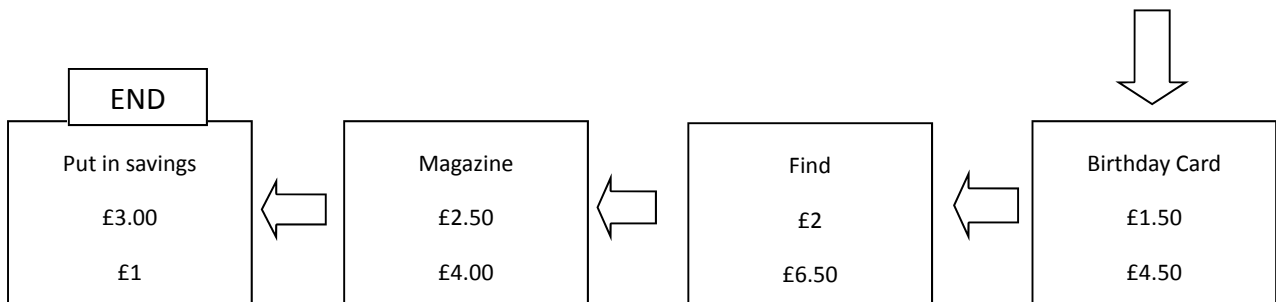 END
Put in savings
£3.00
£1
Magazine
£2.50
£4.00
Find
£2
£6.50
Birthday Card
£1.50
£4.50